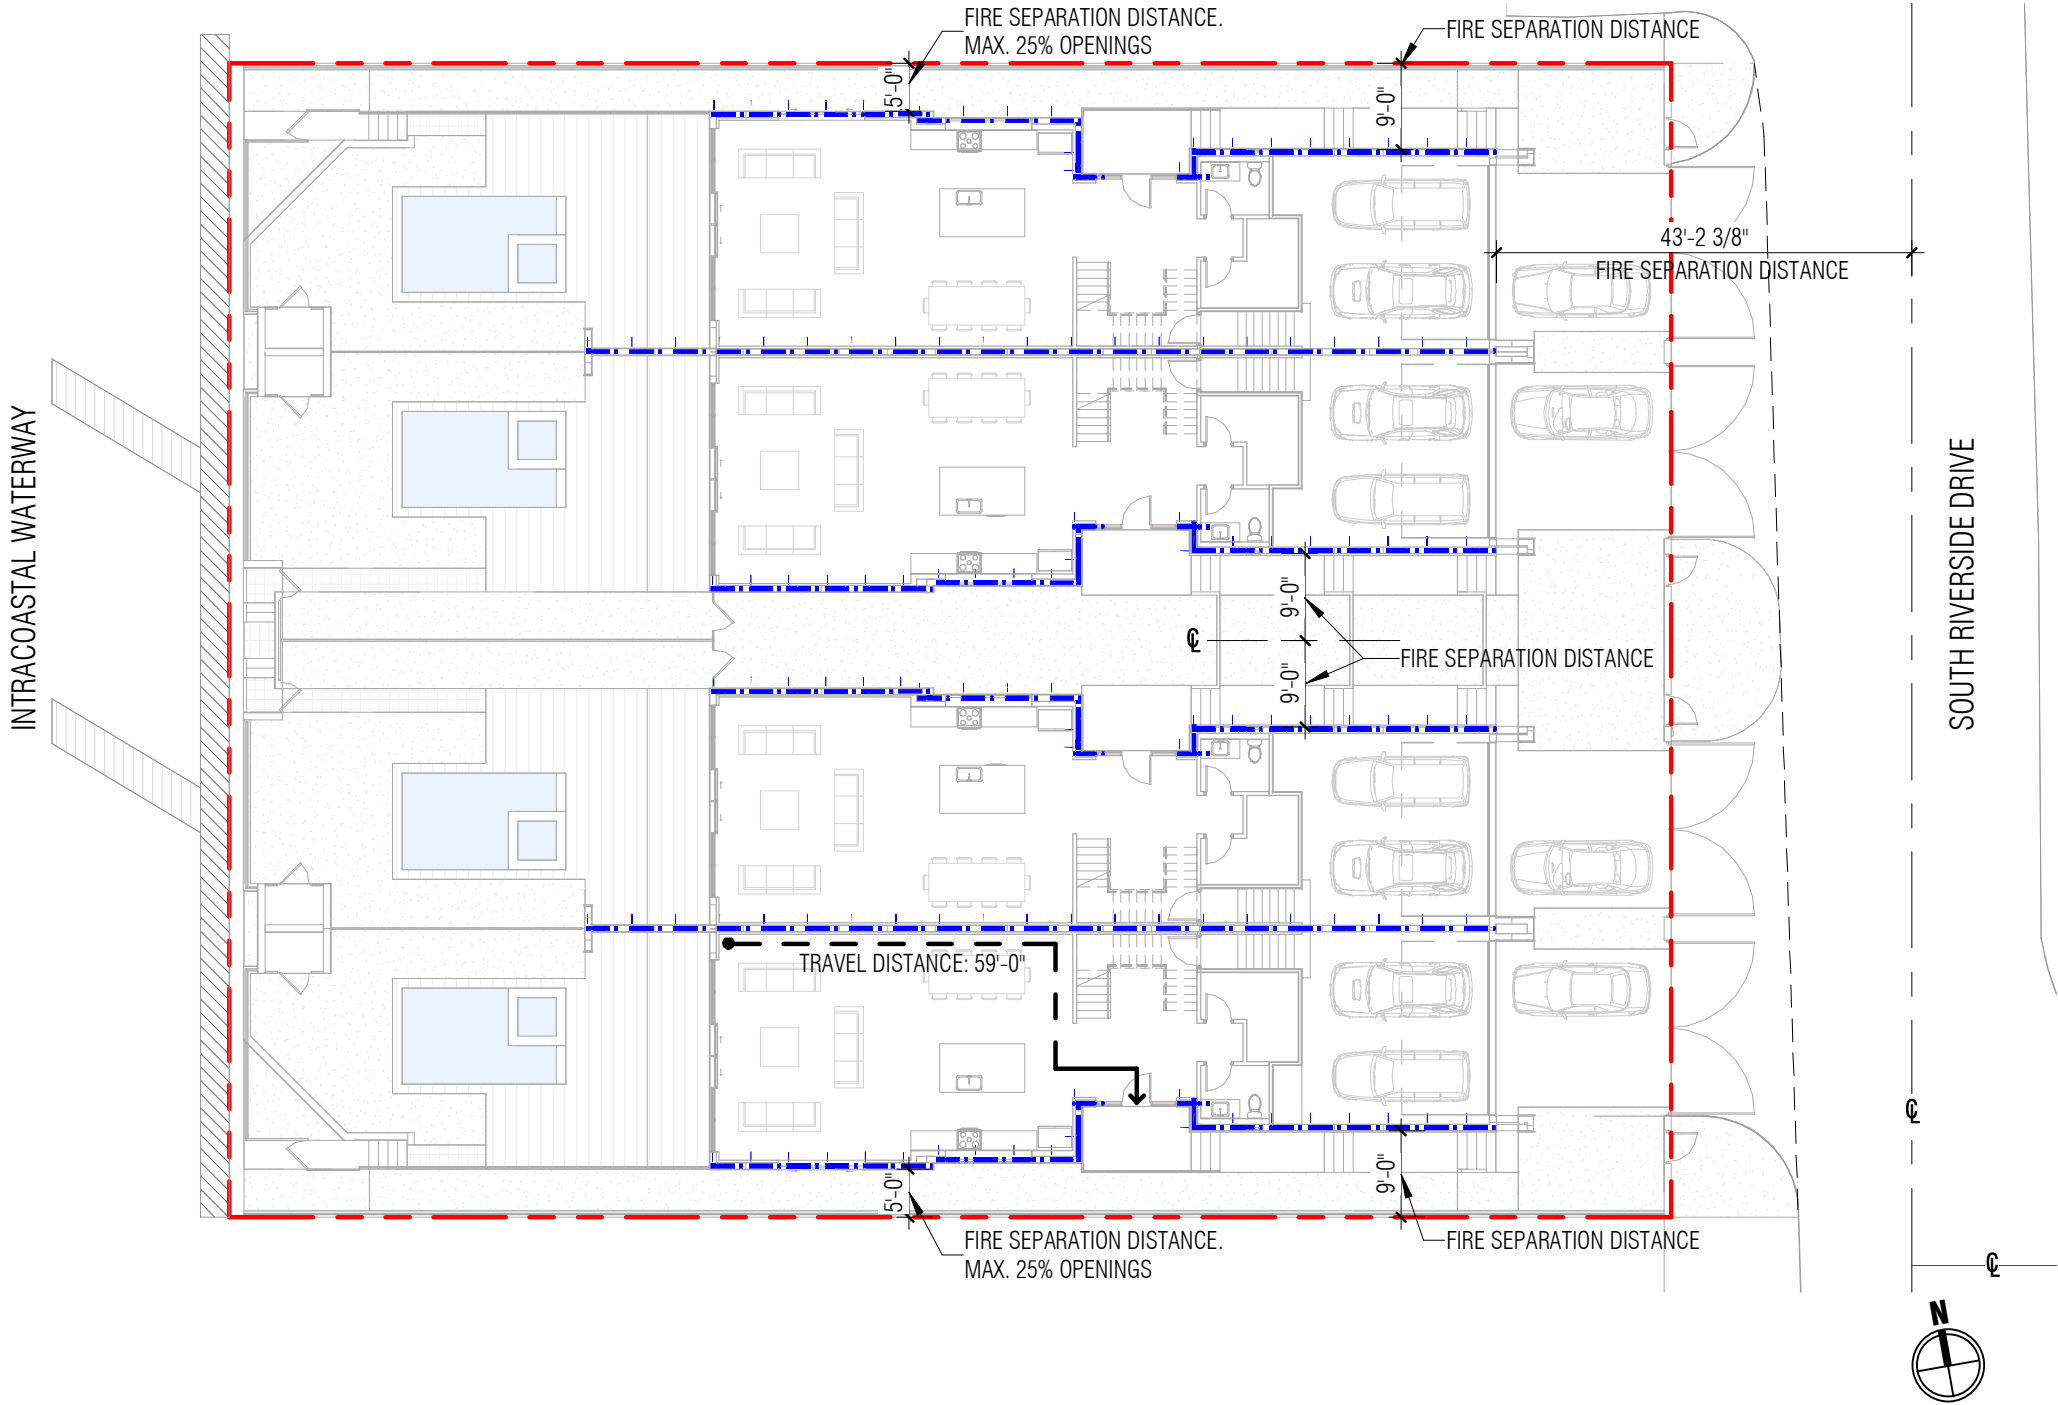 FIRE SEPARATION DISTANCE.
MAX. 25% OPENINGS
FIRE SEPARATION DISTANCE
5'-0"
9'-0"
43'-2 3/8"
FIRE SEPARATION DISTANCE
INTRACOASTAL WATERWAY
SOUTH RIVERSIDE DRIVE
9'-0"
℄
FIRE SEPARATION DISTANCE
9'-0"
TRAVEL DISTANCE: 59'-0"
℄
5'-0"
9'-0"
FIRE SEPARATION DISTANCE.
MAX. 25% OPENINGS
FIRE SEPARATION DISTANCE
℄
N